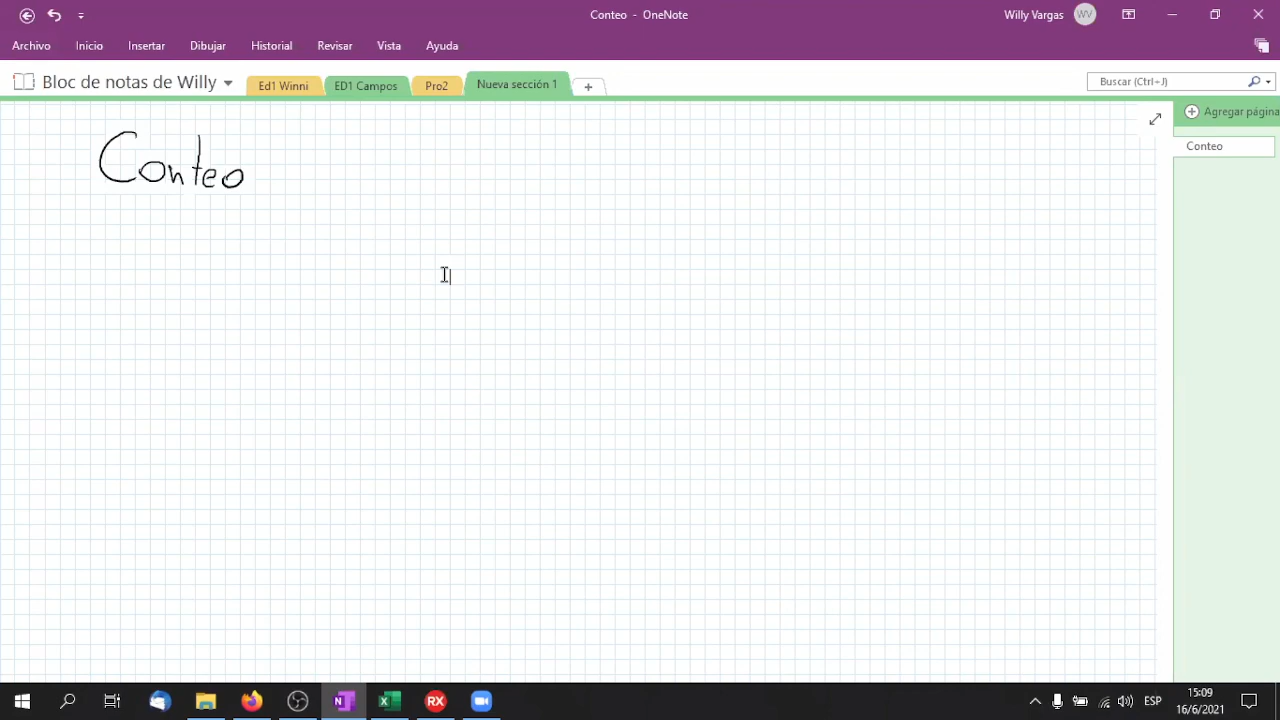 Conteo - OneNote
Willy Vargas WV
Archivo Inicio Insertar Dibujar Historial Revisar Vista Ayuda
Bloc de notas de Willy Ed1 Winni ED1 Campos Pro2 Nueva sección 1 + Buscar (Ctrl+J)
Agregar página
Conteo
Conteo
N X RX
ESP 15:09
16/6/2021